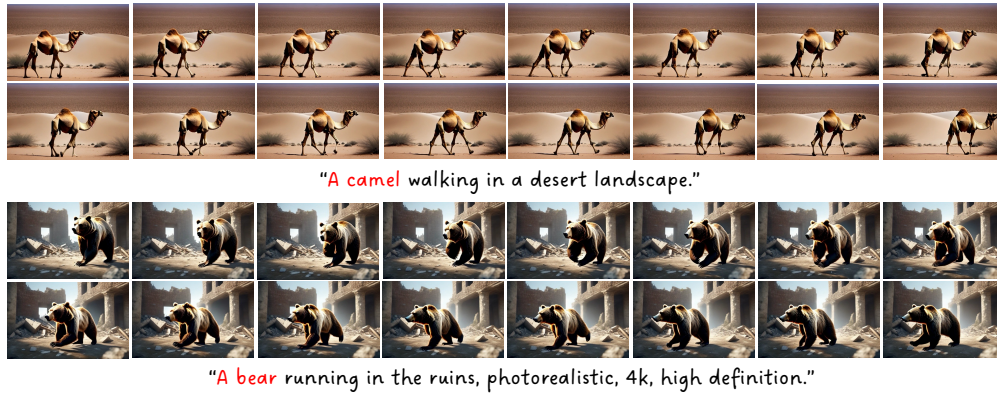 “A camel walking in a desert landscape.”
“A bear running in the ruins, photorealistic, 4k, high definition.”